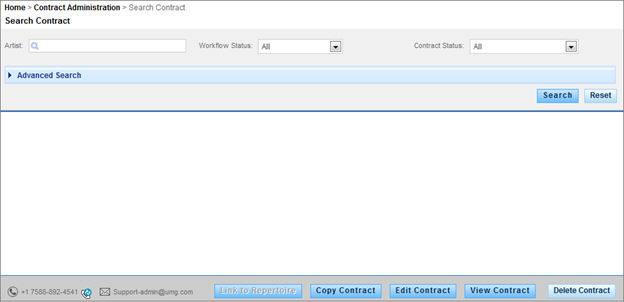 Home > Contract Administration > Search Contract
Search Contract
Artist: Workflow Status: All Contract Status: All
Advanced Search
Search Reset
+1 7588-892-4541 Support-admin@umg.com Link to Repertoire Copy Contract Edit Contract View Contract Delete Contract